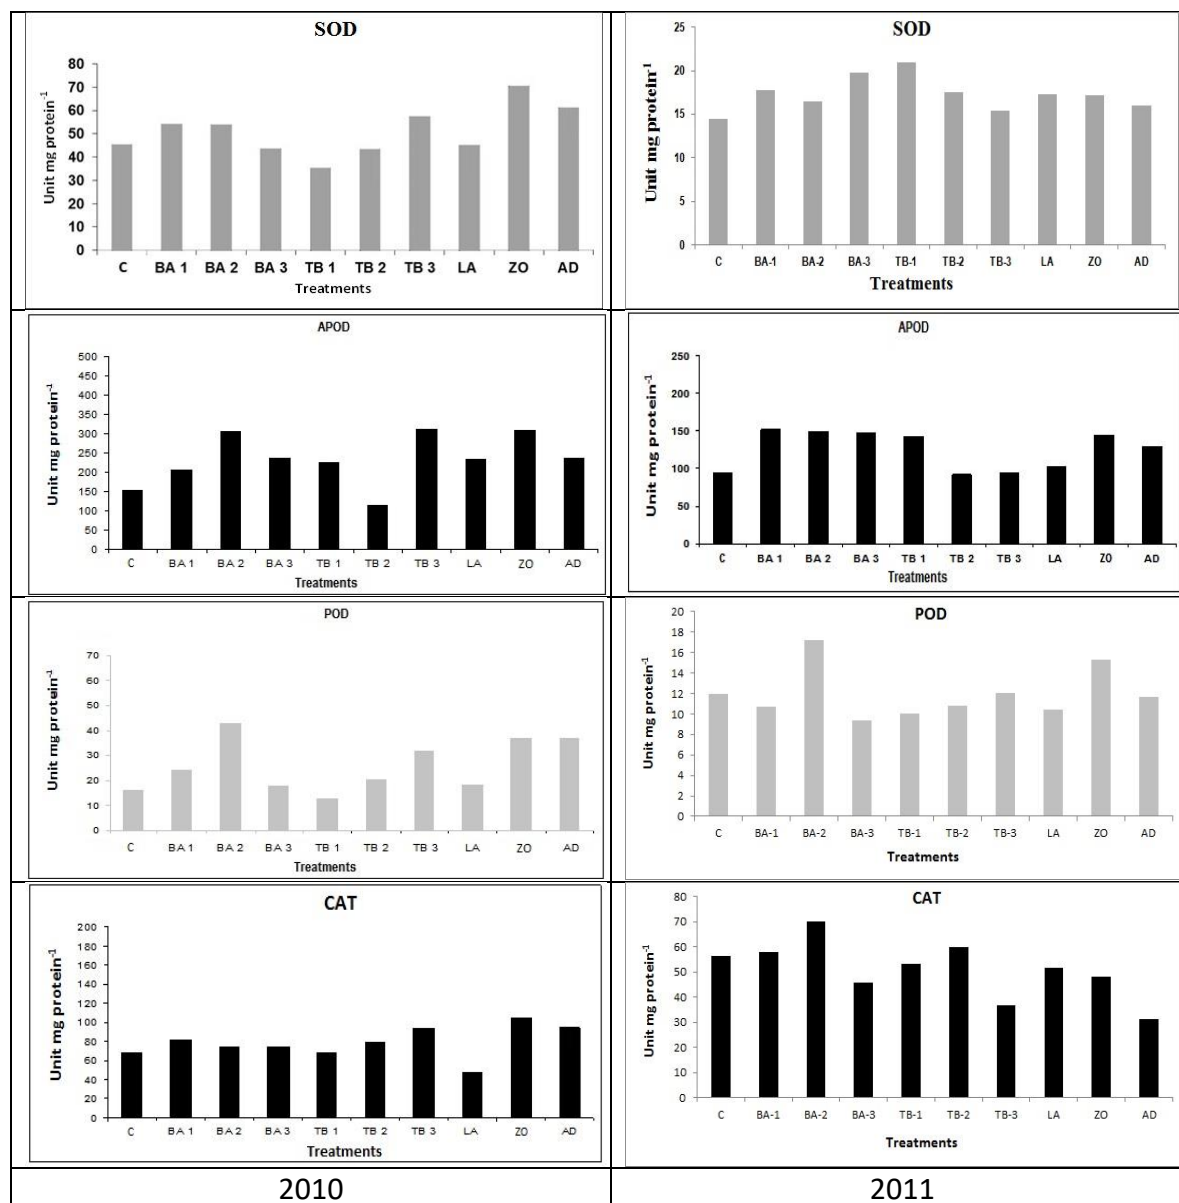 SOD
Unit mg protein-1
80
70
60
50
40
30
20
10
0
C BA 1 BA 2 BA 3 TB 1 TB 2 TB 3 LA ZO AD
Treatments
SOD
Unit mg protein-1
25
20
15
10
5
0
C BA-1 BA-2 BA-3 TB-1 TB-2 TB-3 LA ZO AD
Treatments
APOD
Unit mg protein-1
500
450
400
350
300
250
200
150
100
50
0
C BA 1 BA 2 BA 3 TB 1 TB 2 TB 3 LA ZO AD
Treatments
APOD
Unit mg protein-1
250
200
150
100
50
0
C BA 1 BA 2 BA 3 TB 1 TB 2 TB 3 LA ZO AD
Treatments
POD
Unit mg protein-1
70
60
50
40
30
20
10
0
C BA 1 BA 2 BA 3 TB 1 TB 2 TB 3 LA ZO AD
Treatments
POD
Unit mg protein-1
20
18
16
14
12
10
8
6
4
2
0
C BA-1 BA-2 BA-3 TB-1 TB-2 TB-3 LA ZO AD
Treatments
CAT
Unit mg protein-1
200
180
160
140
120
100
80
60
40
20
0
C BA 1 BA 2 BA 3 TB 1 TB 2 TB 3 LA ZO AD
Treatments
CAT
Unit mg protein-1
80
70
60
50
40
30
20
10
0
C BA-1 BA-2 BA-3 TB-1 TB-2 TB-3 LA ZO AD
Treatments
2010
2011